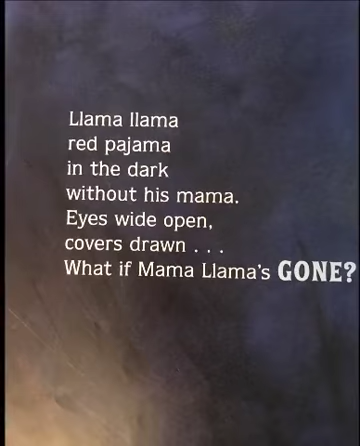 Llama llama
red pajama
in the dark
without his mama.
Eyes wide open,
covers drawn . . .
What if Mama Llama's GONE?